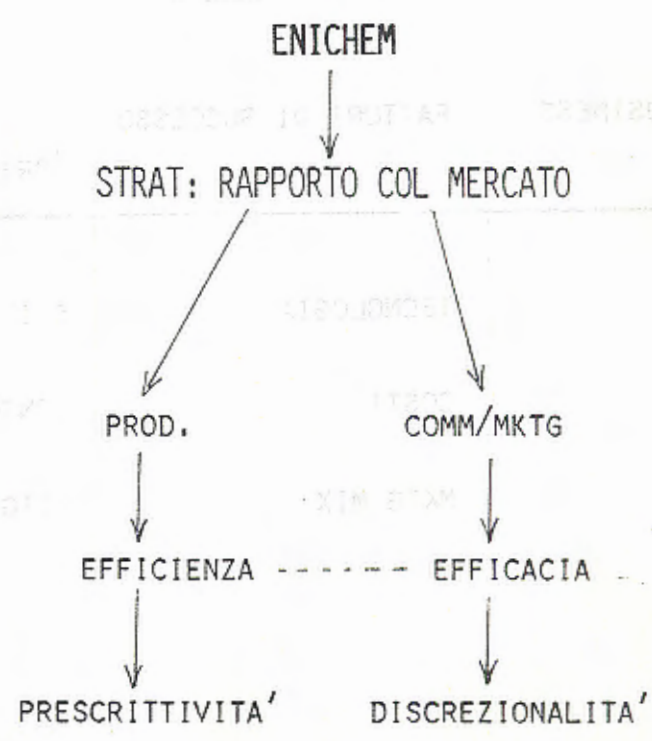 ENICHEM
STRAT: RAPPORTO COL MERCATO
PROD. COMM/MKTG
EFFICIENZA ------ EFFICACIA
PRESCRITTIVITA' DISCREZIONALITA'